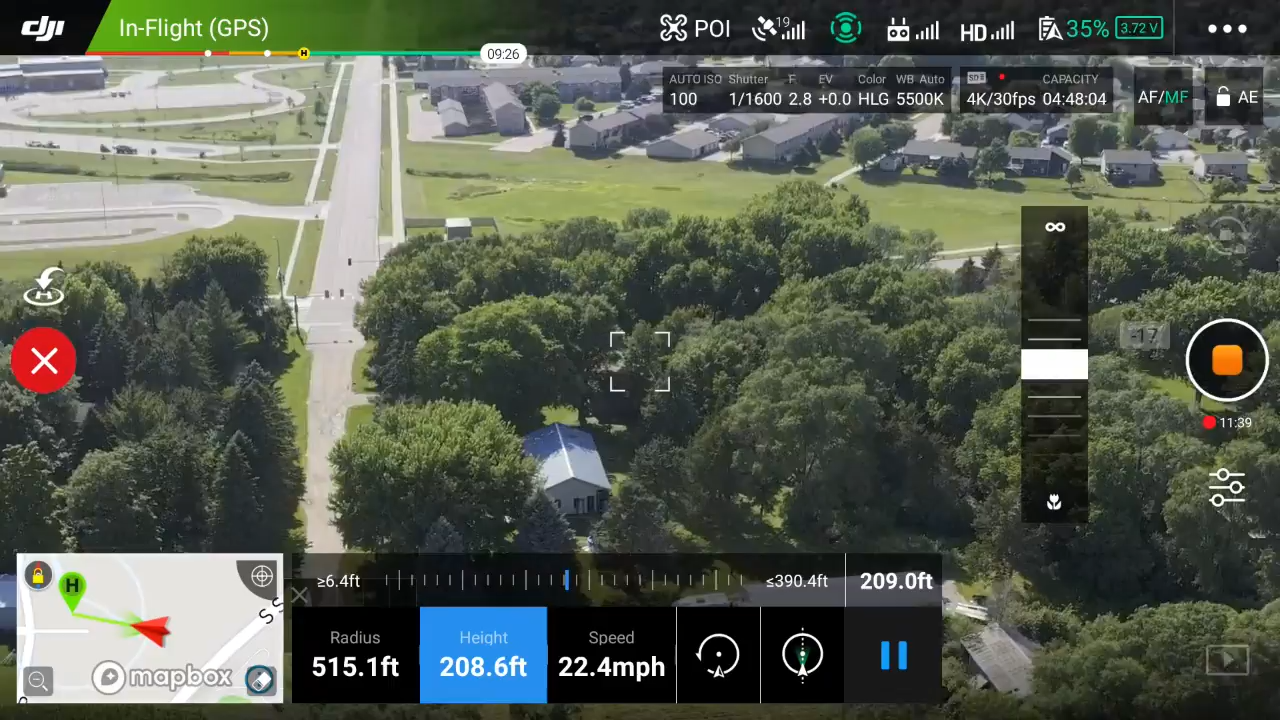 dji
In-Flight (GPS)
POI
19
HD
35%
3.72 V
H
09:26
AUTO ISO Shutter F EV Color WB Auto
100 1/1600 2.8 +0.0 HLG 5500K
CAPACITY
4K/30fps 04:48:04
AF/MF
AE
∞
H
-17
11:39
≥6.4ft
≤390.4ft
209.0ft
H
S S
mapbox
Radius
515.1ft
Height
208.6ft
Speed
22.4mph